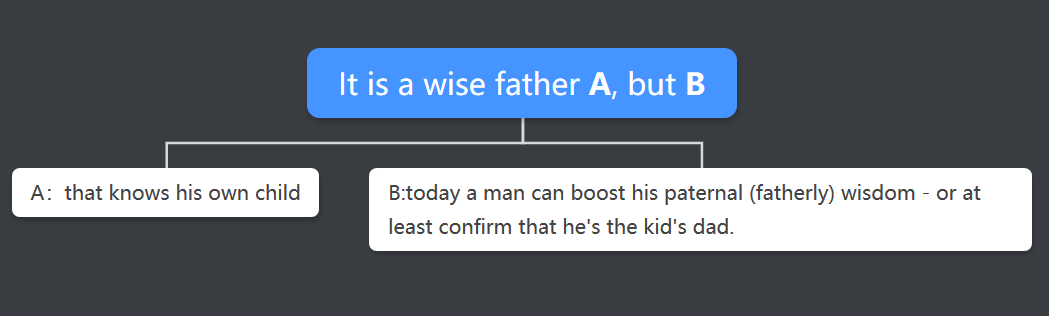 It is a wise father A, but B
A：that knows his own child
B:today a man can boost his paternal (fatherly) wisdom - or at
least confirm that he's the kid's dad.